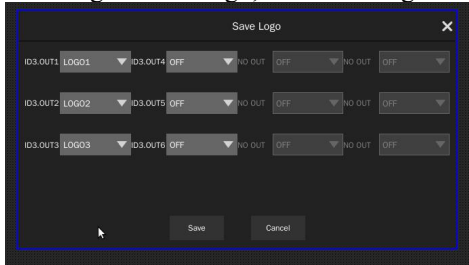 Save Logo
ID3.OUT1 LOGO1 ID3.OUT4 OFF NO OUT OFF NO OUT OFF
ID3.OUT2 LOGO2 ID3.OUT5 OFF NO OUT OFF NO OUT OFF
ID3.OUT3 LOGO3 ID3.OUT6 OFF NO OUT OFF NO OUT OFF
Save Cancel